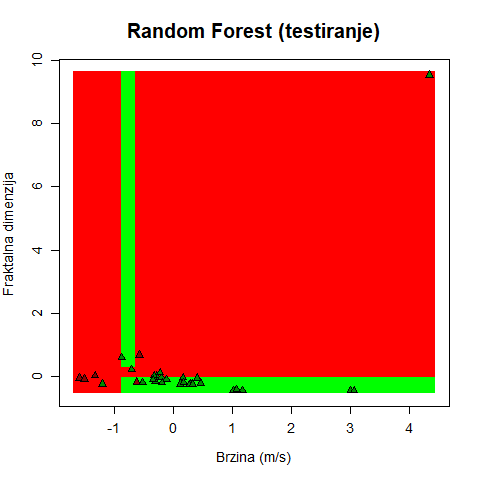 Random Forest (testiranje)
10
8
6
4
2
0
Fraktalna dimenzija
-1 0 1 2 3 4
Brzina (m/s)